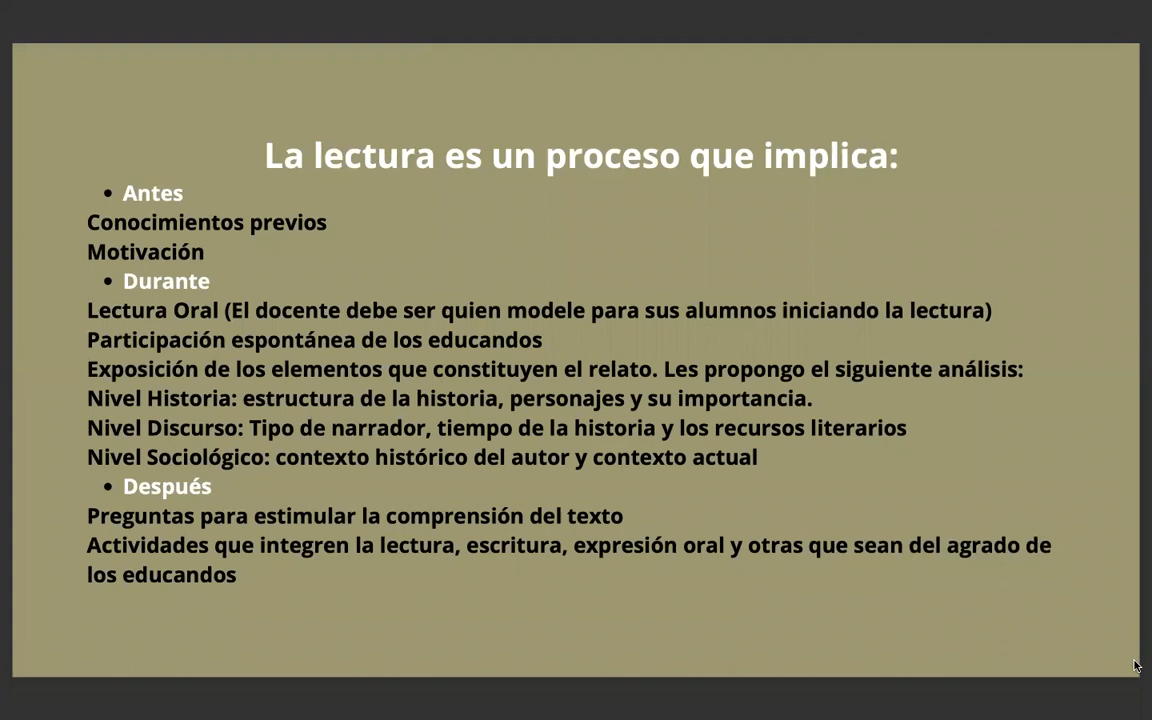 La lectura es un proceso que implica:
• Antes
Conocimientos previos
Motivación
• Durante
Lectura Oral (El docente debe ser quien modele para sus alumnos iniciando la lectura)
Participación espontánea de los educandos
Exposición de los elementos que constituyen el relato. Les propongo el siguiente análisis:
Nivel Historia: estructura de la historia, personajes y su importancia.
Nivel Discurso: Tipo de narrador, tiempo de la historia y los recursos literarios
Nivel Sociológico: contexto histórico del autor y contexto actual
• Después
Preguntas para estimular la comprensión del texto
Actividades que integren la lectura, escritura, expresión oral y otras que sean del agrado de
los educandos